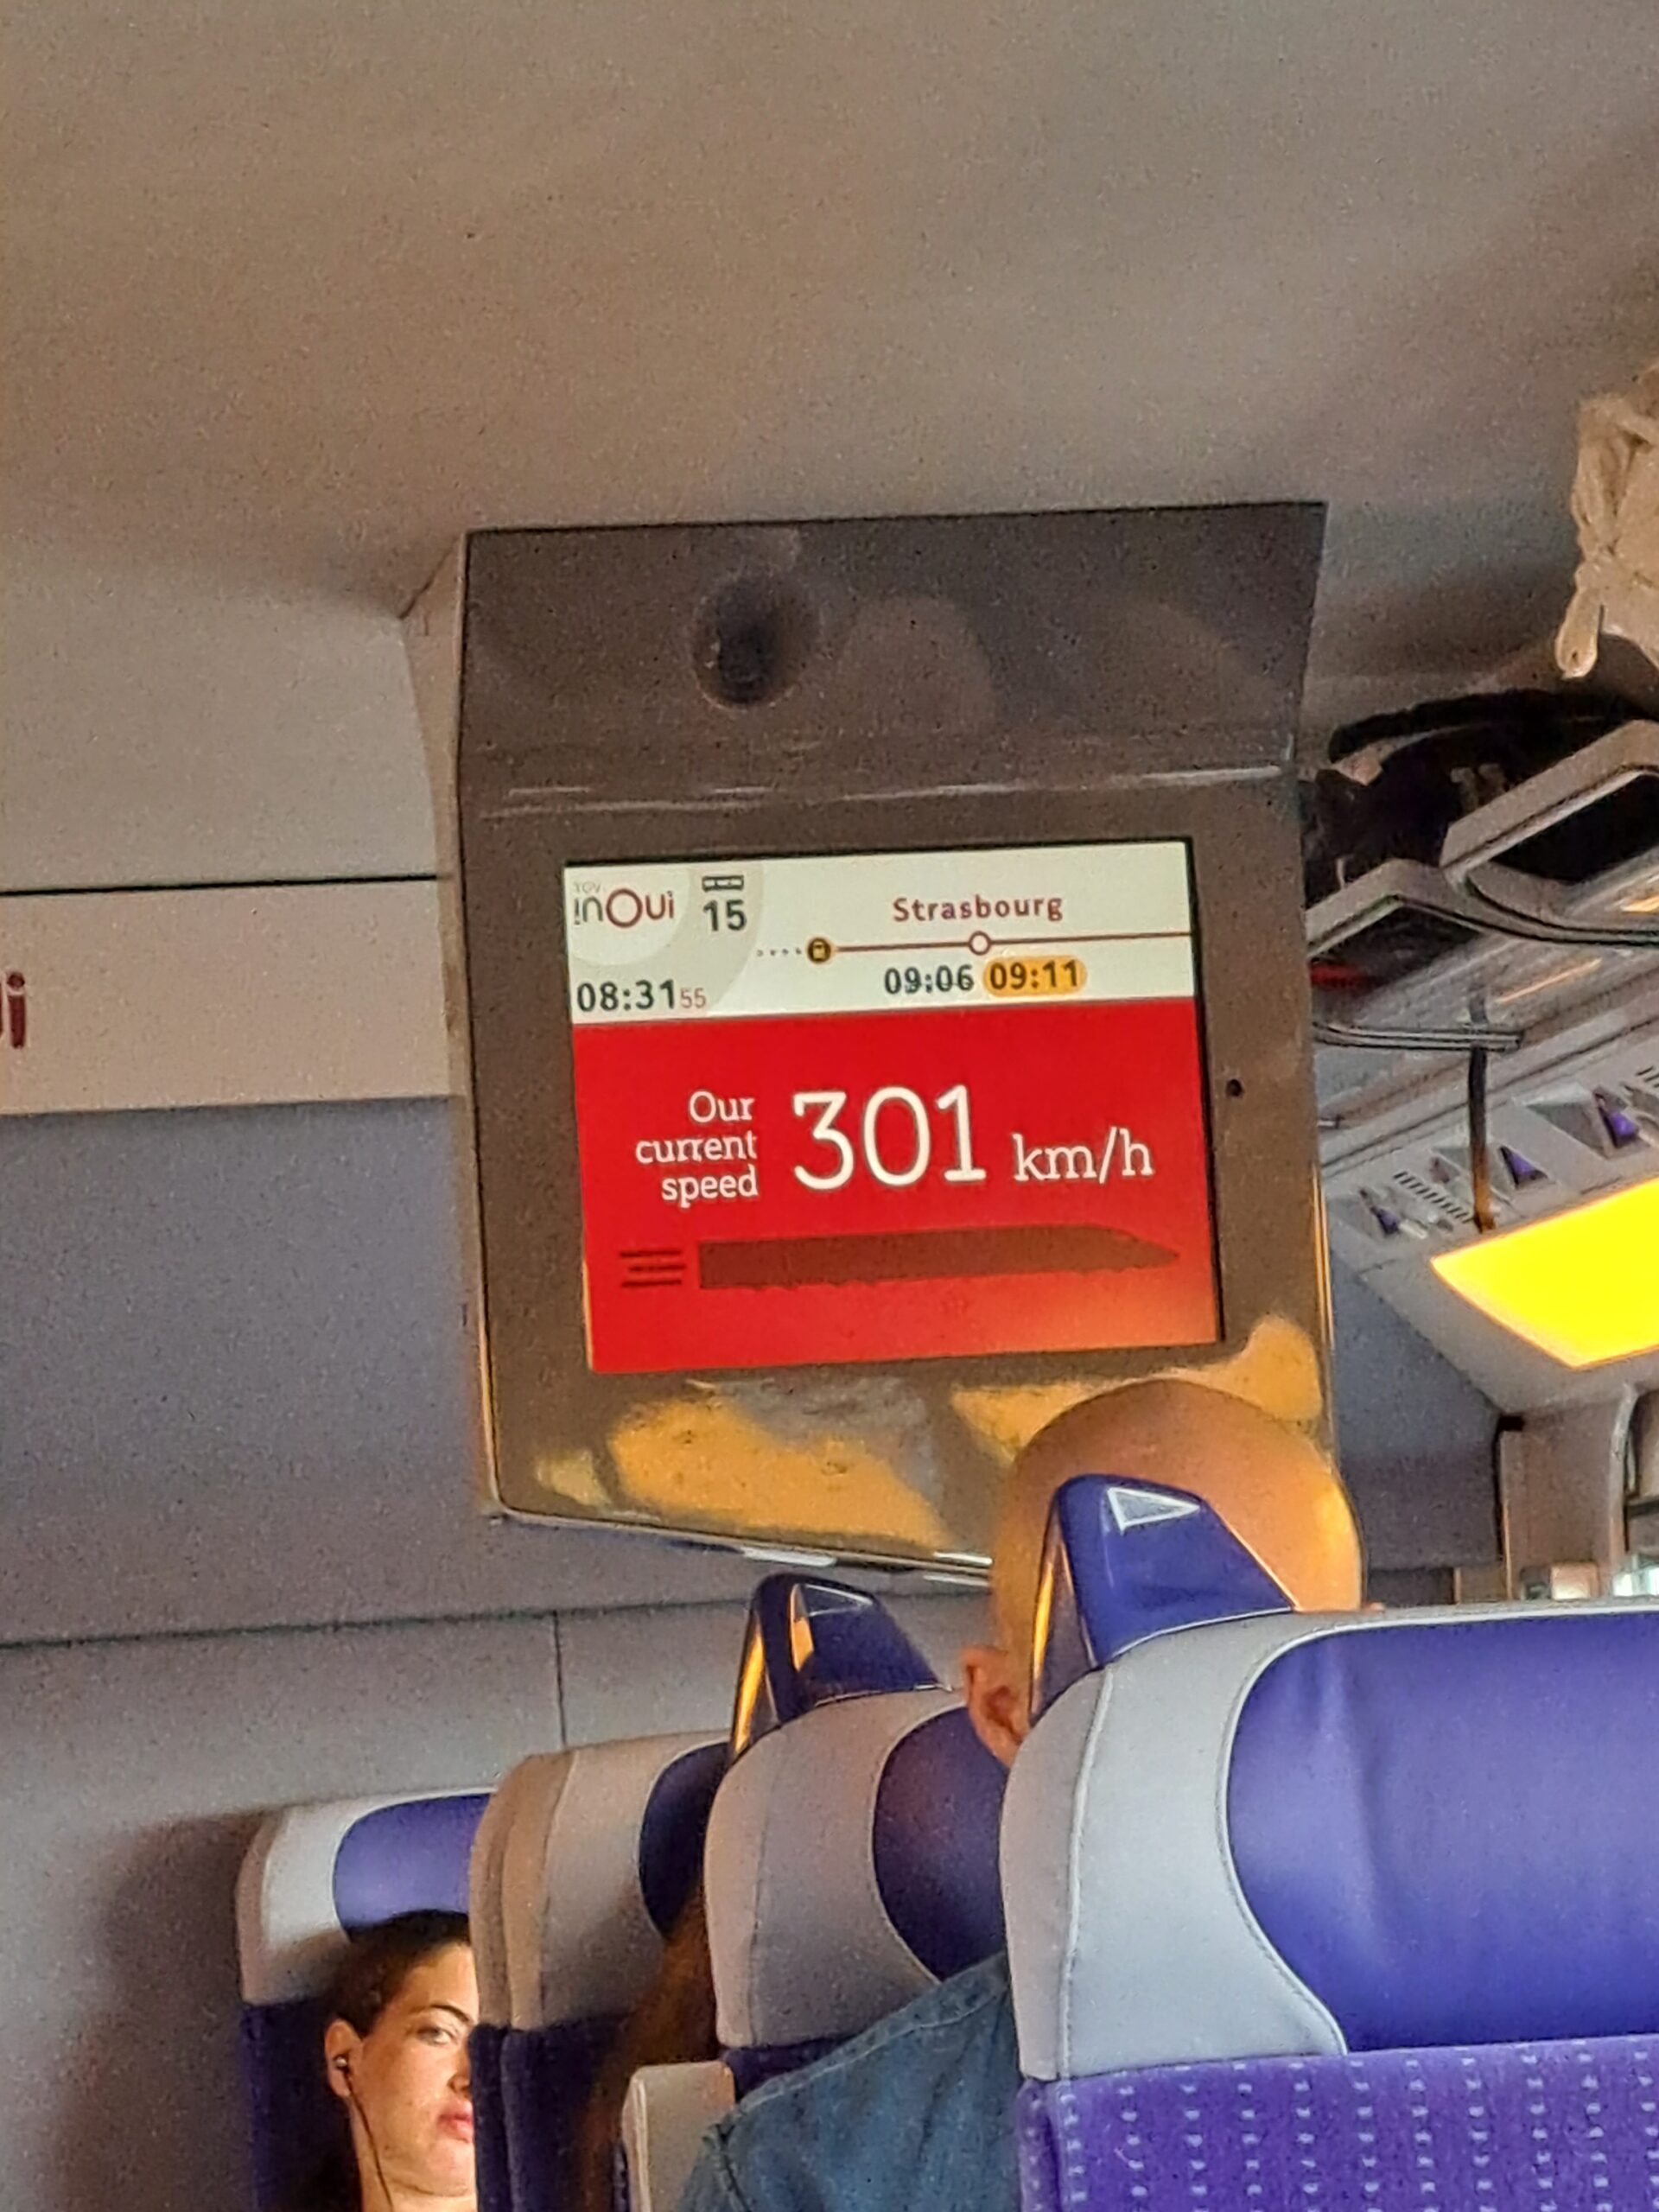 TGV
inOui
15
08:31 55
Strasbourg
09:06 09:11
Our
current
speed
301 km/h